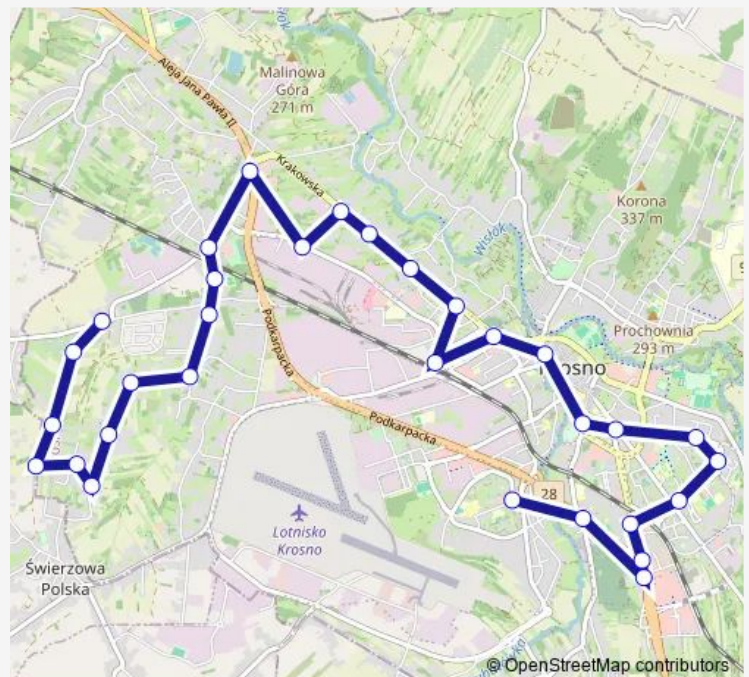 Aleja Jana Pawła II
Malinowa
Góra
271 m
Krakowska
Korona
337 m
Wisłok
9
Prochownia
293 m
Podkarpacka
Podkarpacka
28
Lotnisko
Krosno
Świerzowa
Polska
© OpenStreetMap contributors